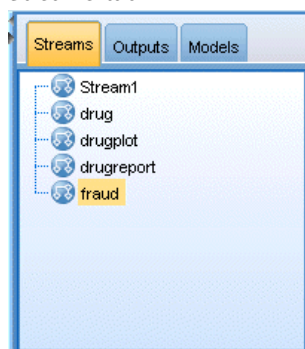 Streams Outputs Models
Stream1
drug
drugplot
drugreport
fraud